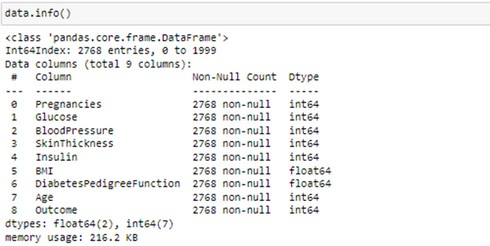 data.info()
<class 'pandas.core.frame.DataFrame'>
Int64Index: 2768 entries, 0 to 1999
Data columns (total 9 columns):
 #   Column                    Non-Null Count  Dtype
---  ------                    --------------  -----
 0   Pregnancies               2768 non-null   int64
 1   Glucose                   2768 non-null   int64
 2   BloodPressure             2768 non-null   int64
 3   SkinThickness             2768 non-null   int64
 4   Insulin                   2768 non-null   int64
 5   BMI                       2768 non-null   float64
 6   DiabetesPedigreeFunction  2768 non-null   float64
 7   Age                       2768 non-null   int64
 8   Outcome                   2768 non-null   int64
dtypes: float64(2), int64(7)
memory usage: 216.2 KB